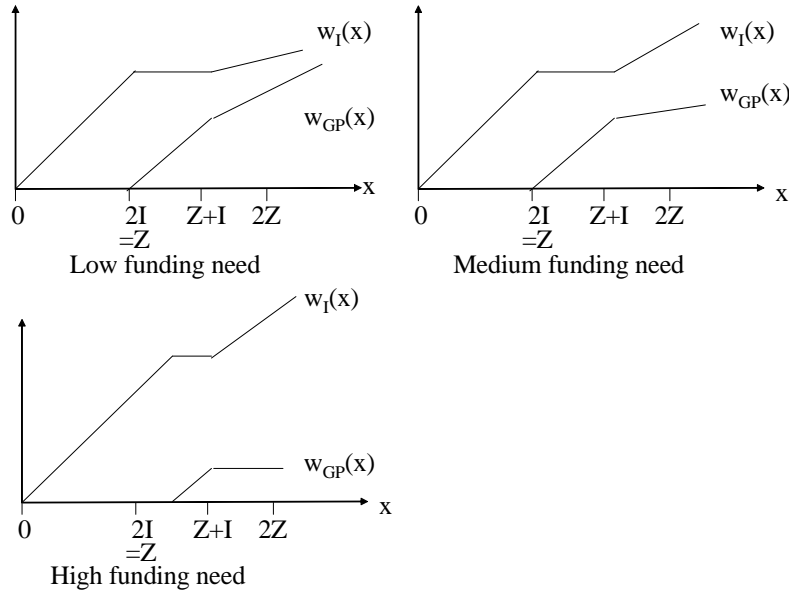 w_I(x)
w_GP(x)
x
0
2I
=Z
Z+I
2Z
Low funding need
w_I(x)
w_GP(x)
x
0
2I
=Z
Z+I
2Z
Medium funding need
w_I(x)
w_GP(x)
x
0
2I
=Z
Z+I
2Z
High funding need